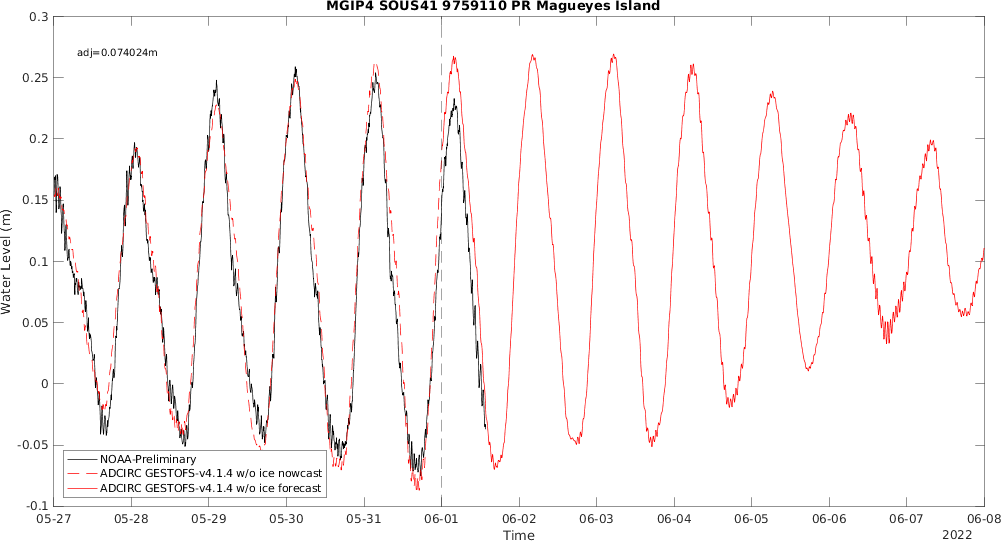 MGIP4 SOUS41 9759110 PR Magueyes Island
adj=0.074024m
0.3
0.25
0.2
0.15
0.1
0.05
0
-0.05
-0.1
Water Level (m)
NOAA-Preliminary
ADCIRC GESTOFS-v4.1.4 w/o ice nowcast
ADCIRC GESTOFS-v4.1.4 w/o ice forecast
05-27 05-28 05-29 05-30 05-31 06-01 06-02 06-03 06-04 06-05 06-06 06-07 06-08
2022
Time